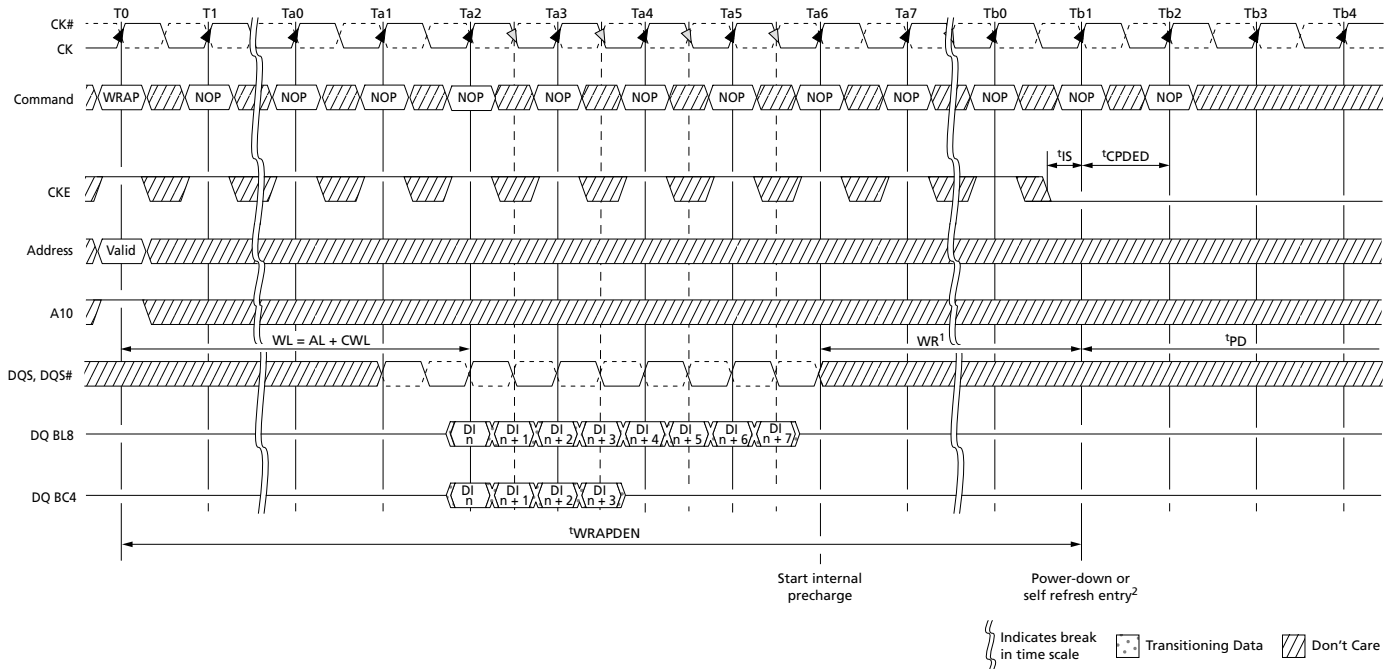 T0 T1 Ta0 Ta1 Ta2 Ta3 Ta4 Ta5 Ta6 Ta7 Tb0 Tb1 Tb2 Tb3 Tb4
CK#
CK
Command WRAP NOP NOP NOP NOP NOP NOP NOP NOP NOP NOP NOP NOP
tIS tCPDED
CKE
Address Valid
A10
WL = AL + CWL WR1 tPD
DQS, DQS#
DQ BL8 DI n DI n + 1 DI n + 2 DI n + 3 DI n + 4 DI n + 5 DI n + 6 DI n + 7
DQ BC4 DI n DI n + 1 DI n + 2 DI n + 3
tWRAPDEN
Start internal
precharge
Power-down or
self refresh entry2
Indicates break
in time scale
Transitioning Data
Don't Care